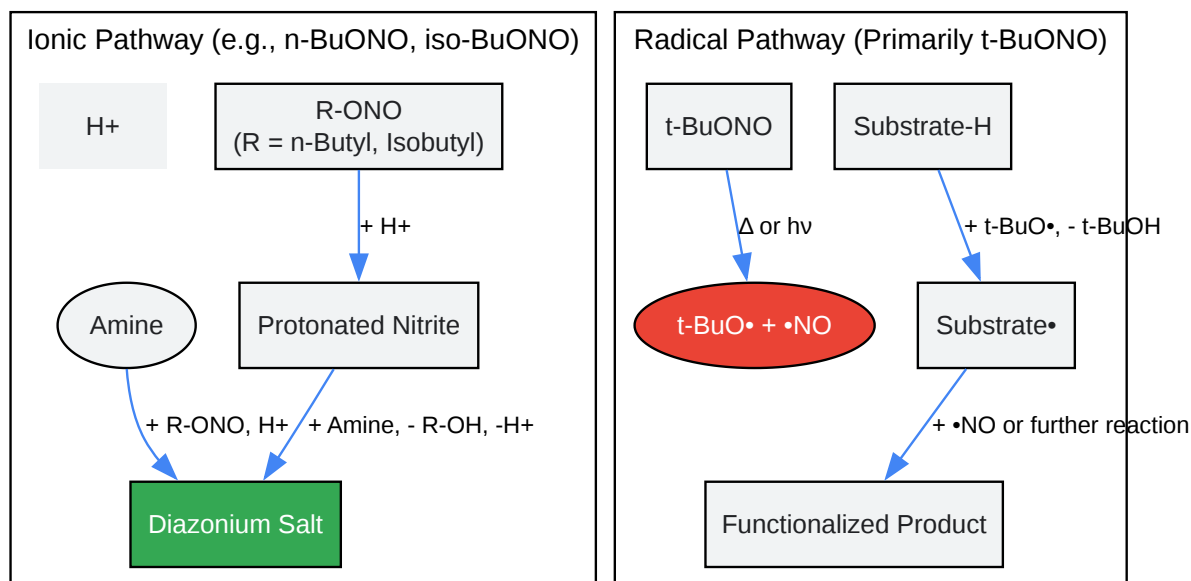 Ionic Pathway (e.g., n-BuONO, iso-BuONO)
H+
R-ONO
(R = n-Butyl, Isobutyl)
+ H+
Amine
Protonated Nitrite
+ R-ONO, H+
+ Amine, - R-OH, -H+
Diazonium Salt
Radical Pathway (Primarily t-BuONO)
t-BuONO
Substrate-H
Δ or hν
+ t-BuO•, - t-BuOH
t-BuO• + •NO
Substrate•
+ •NO or further reaction
Functionalized Product